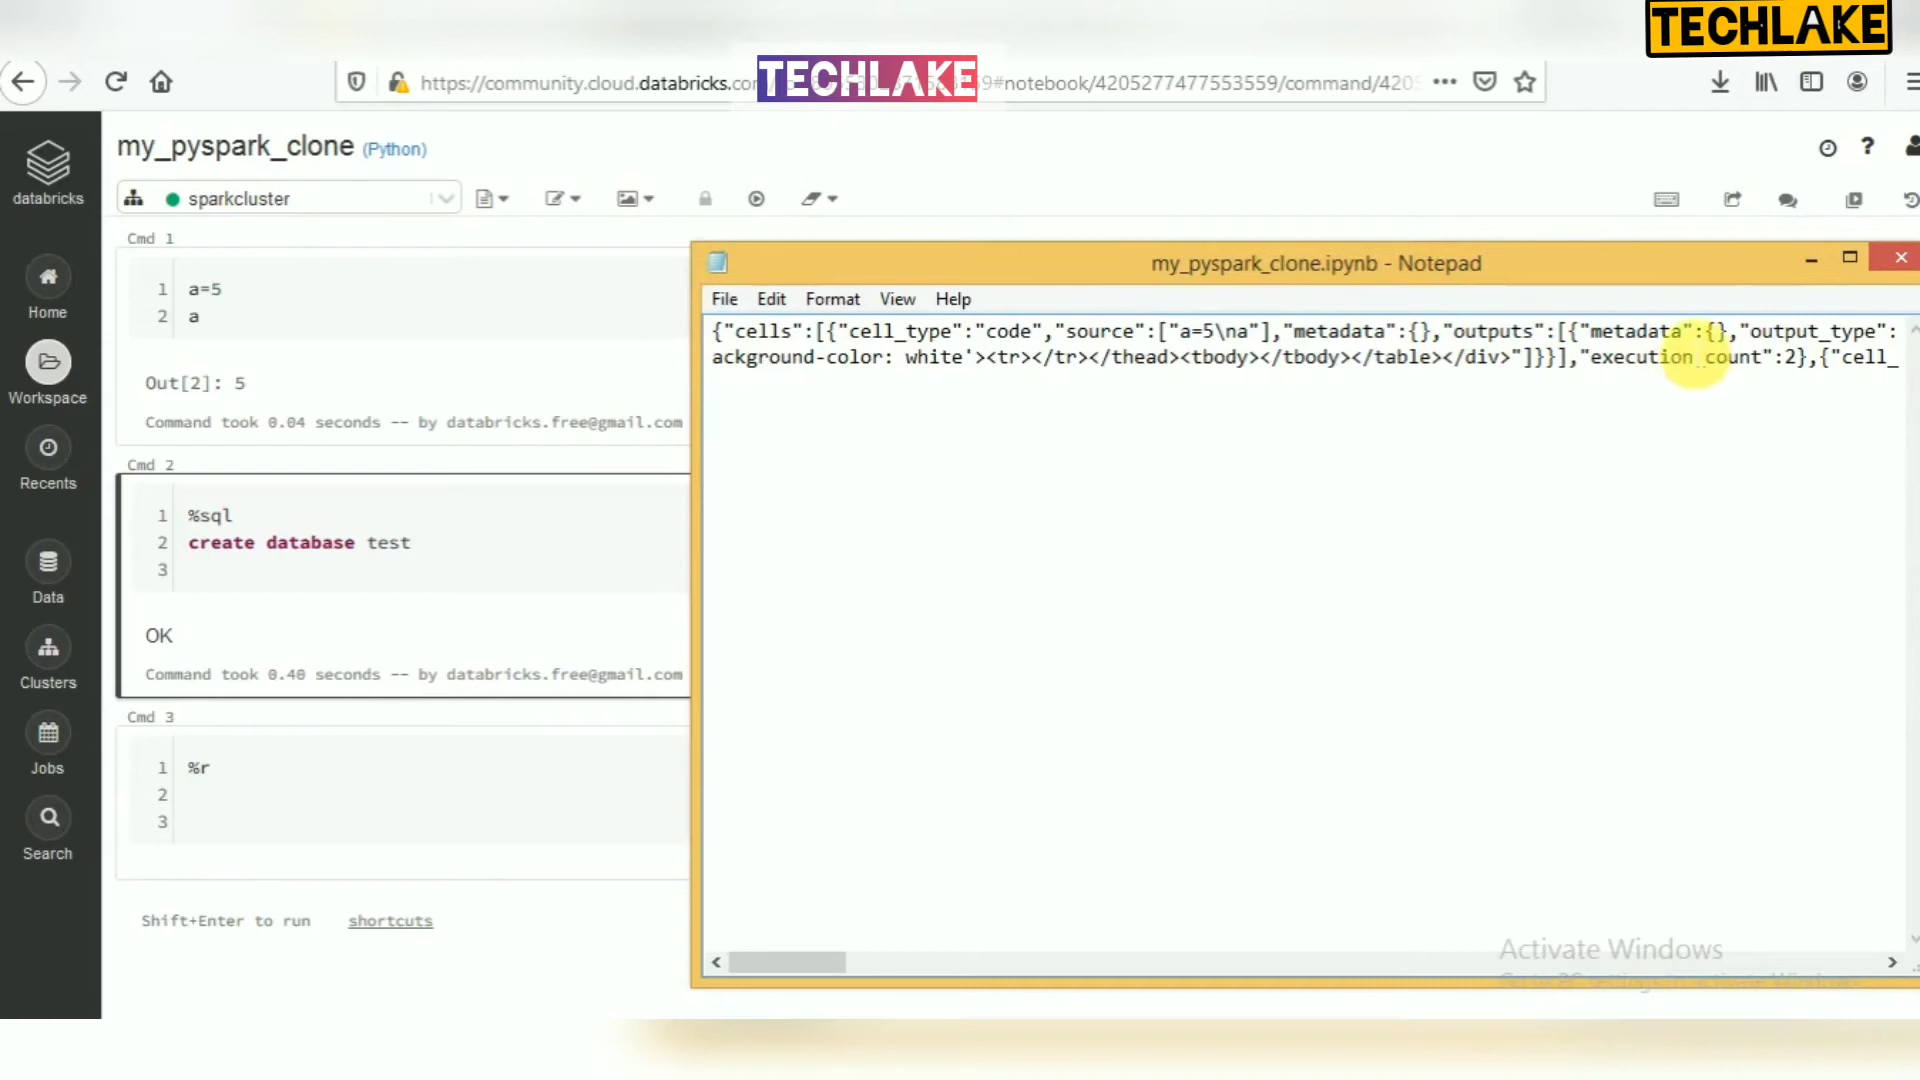 TECHLAKE
TECHLAKE
https://community.cloud.databricks.co
9#notebook/4205277477553559/command/420
databricks
my_pyspark_clone (Python)
sparkcluster
Home
Workspace
Recents
Data
Clusters
Jobs
Search
Cmd 1
1 a=5
2 a
Out[2]: 5
Command took 0.04 seconds -- by databricks.free@gmail.com
Cmd 2
1 %sql
2 create database test
3
OK
Command took 0.40 seconds -- by databricks.free@gmail.com
Cmd 3
1 %r
2
3
Shift+Enter to run shortcuts
my_pyspark_clone.ipynb - Notepad
File Edit Format View Help
{"cells":[{"cell_type":"code","source":["a=5\na"],"metadata":{},"outputs":[{"metadata":{},"output_type":
ackground-color: white'><tr></tr></thead><tbody></tbody></table></div>"]}}],"execution_count":2},{"cell_
Activate Windows